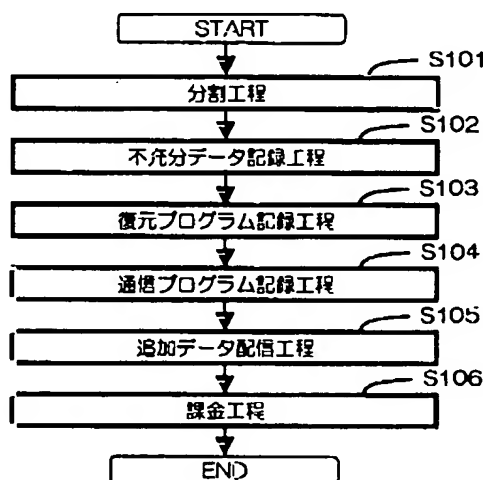 START
S101
分割工程
S102
不充分データ記録工程
S103
復元プログラム記録工程
S104
通信プログラム記録工程
S105
追加データ配信工程
S106
課金工程
END